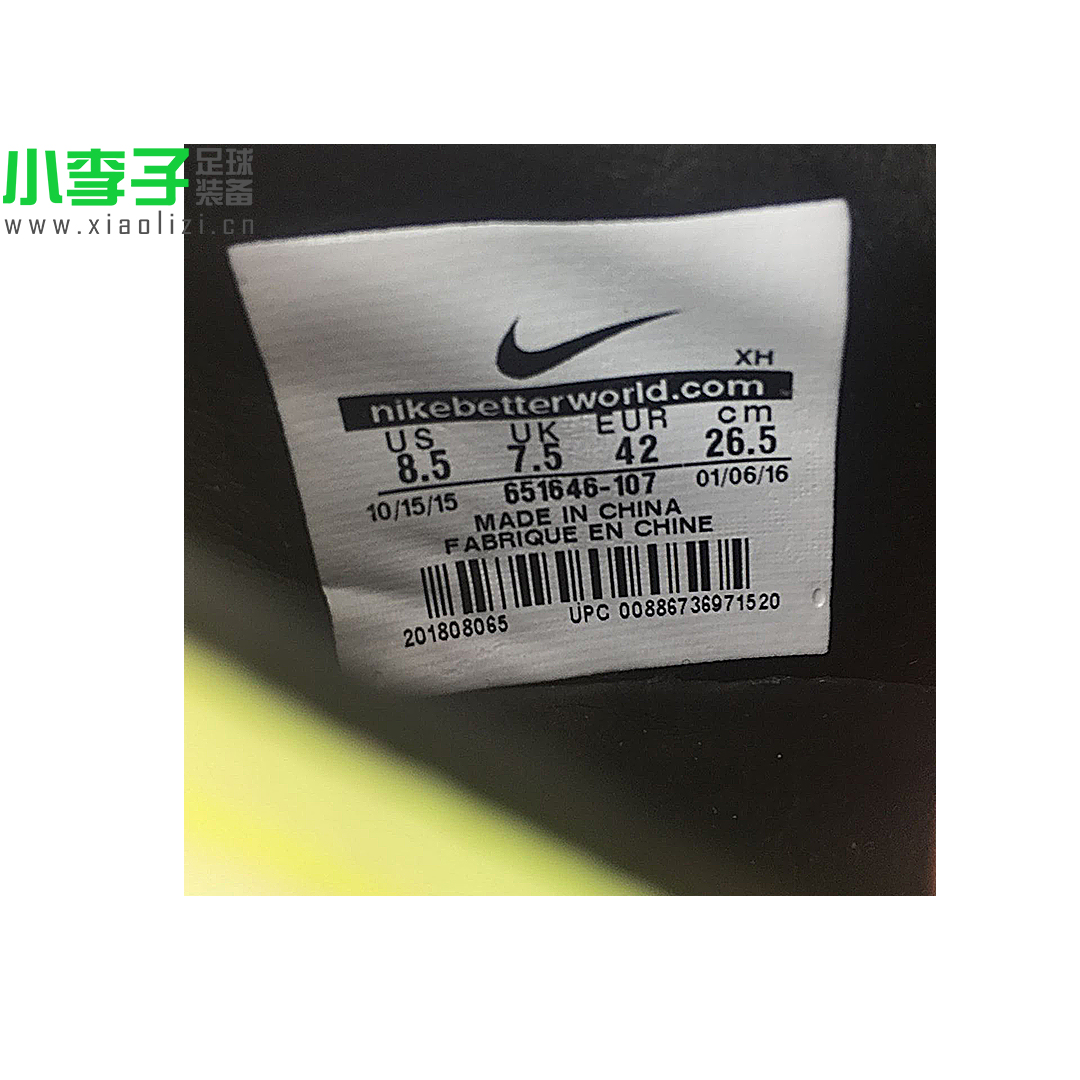 小李子 足球装备
www.xiaolizi.cn
XH
nikebetterworld.com
US UK EUR cm
8.5 7.5 42 26.5
10/15/15 651646-107 01/06/16
MADE IN CHINA
FABRIQUE EN CHINE
201808065 UPC 00886736971520